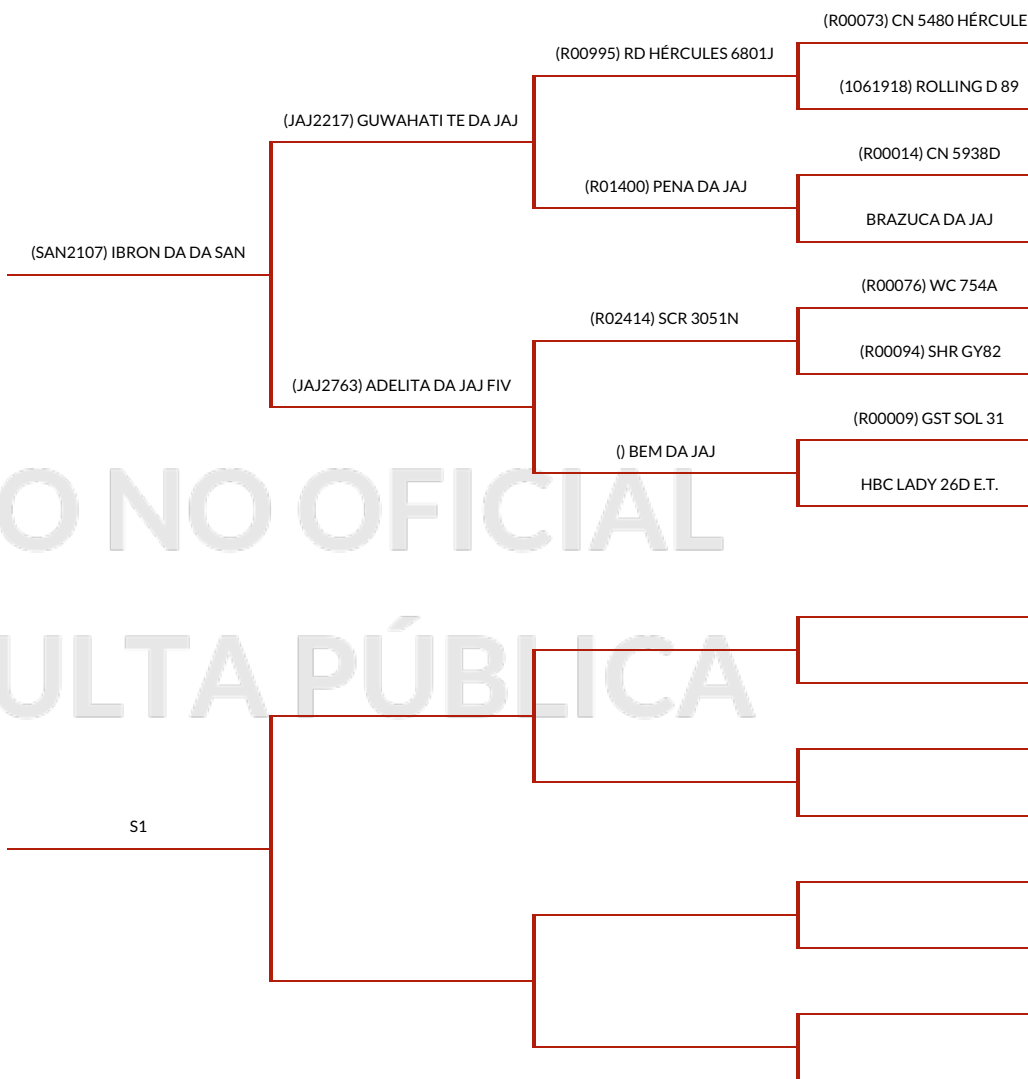 (R00073) CN 5480 HÉRCULE
(R00995) RD HÉRCULES 6801J
(1061918) ROLLING D 89
(JAJ2217) GUWAHATI TE DA JAJ
(R00014) CN 5938D
(R01400) PENA DA JAJ
BRAZUCA DA JAJ
(SAN2107) IBRON DA DA SAN
(R00076) WC 754A
(R02414) SCR 3051N
(R00094) SHR GY82
(JAJ2763) ADELITA DA JAJ FIV
(R00009) GST SOL 31
() BEM DA JAJ
HBC LADY 26D E.T.
O NO OFICIAL
ULTA PÚBLICA
S1